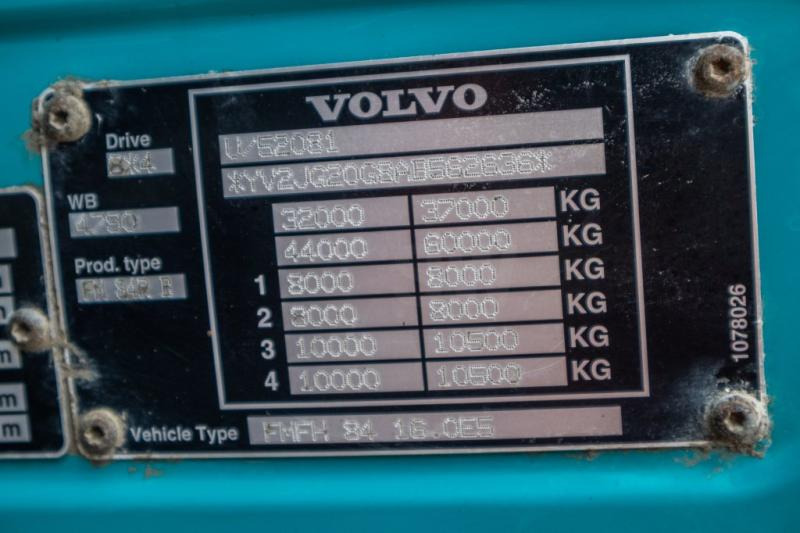 VOLVO
Drive
8X4
U/52081
WB
4790
32000 37000 KG
44000 60000 KG
Prod. type
1 8000 8000 KG
2 8000 8000 KG
3 10000 10500 KG
4 10000 10500 KG
1078026
Vehicle Type FMFH 84 16.0E5
m
m
m
m